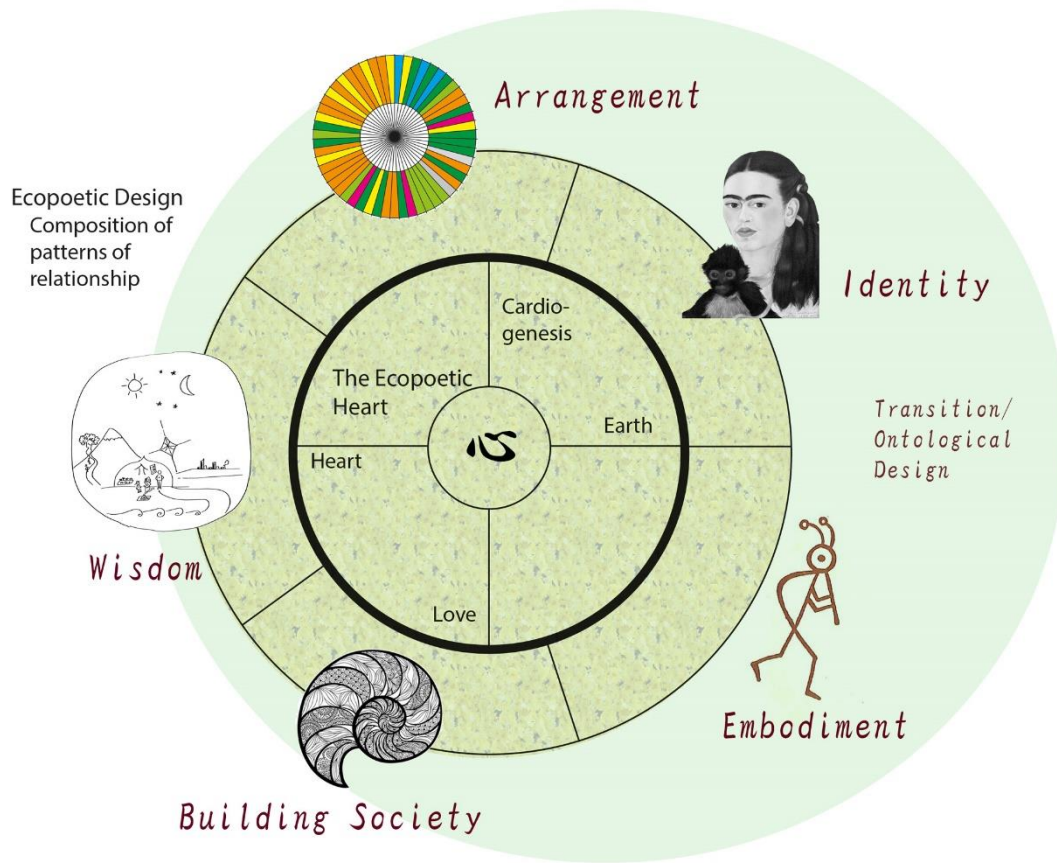 Arrangement
Ecopoetic Design
Composition of
patterns of
relationship
Identity
Cardio-
genesis
The Ecopoetic
Heart
Earth
心
Heart
Transition/
Ontological
Design
Wisdom
Love
Embodiment
Building Society